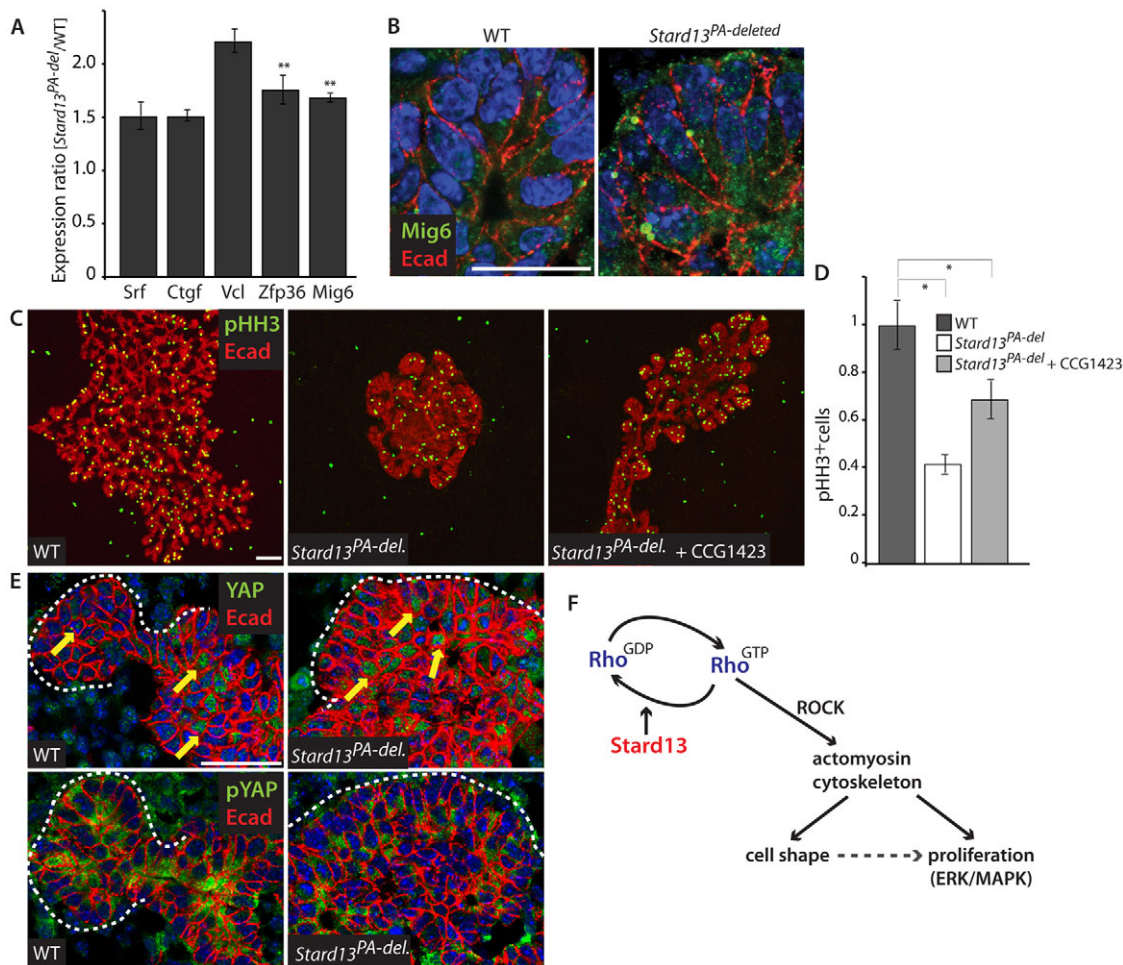 A
Expression ratio [Stard13PA-del/WT]
2.0
1.5
1
0.5
0
**
**
Srf Ctgf Vcl Zfp36 Mig6
B
WT Stard13PA-deleted
Mig6
Ecad
C
pHH3
Ecad
WT
Stard13PA-del.
Stard13PA-del. + CCG1423
D
*
*
pHH3+cells
1
0.8
0.6
0.4
0.2
0
WT
Stard13PA-del
Stard13PA-del + CCG1423
E
YAP
Ecad
WT
Stard13PA-del.
pYAP
Ecad
WT
Stard13PA-del.
F
RhoGDP
RhoGTP
Stard13
ROCK
actomyosin
cytoskeleton
cell shape
proliferation
(ERK/MAPK)